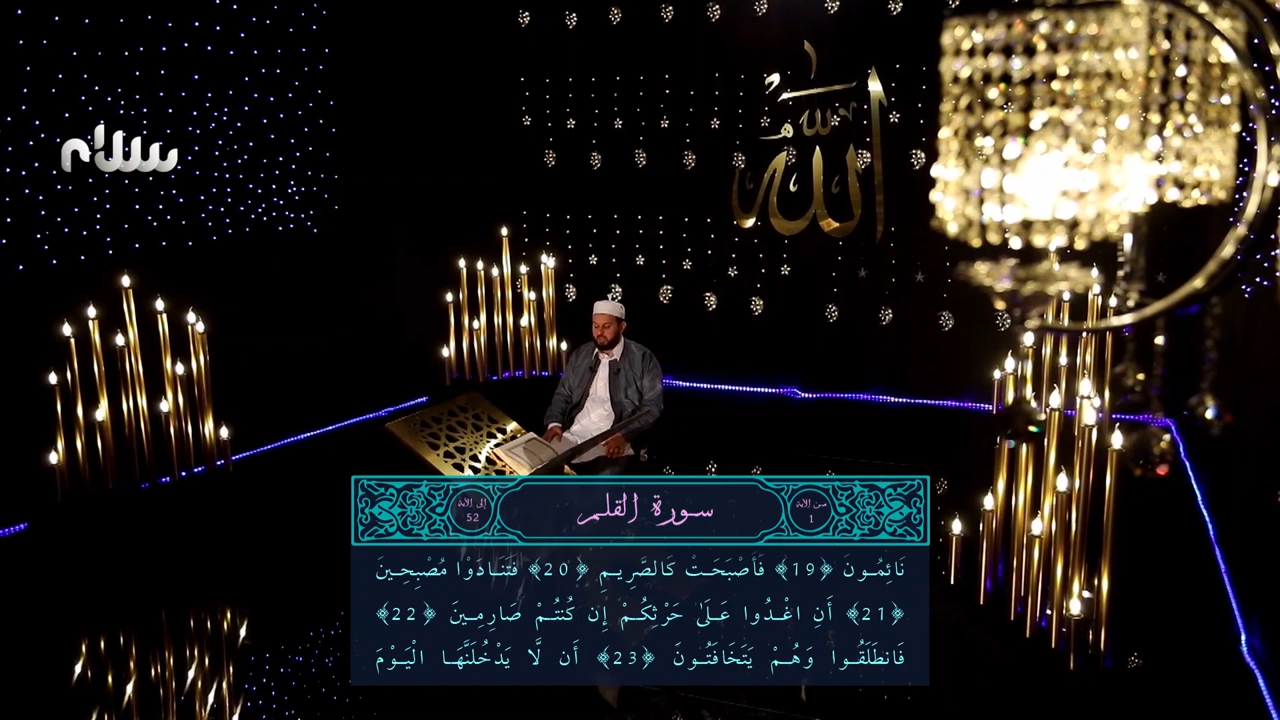 سلام
الله
من الآية
1
سورة القلم
إلى الآية
52
نَائِمُونَ ﴿19﴾ فَأَصْبَحَتْ كَالصَّرِيمِ ﴿20﴾ فَتَنَادَوْا مُصْبِحِينَ
﴿21﴾ أَنِ اغْدُوا عَلَىٰ حَرْثِكُمْ إِن كُنتُمْ صَارِمِينَ ﴿22﴾
فَانطَلَقُوا وَهُمْ يَتَخَافَتُونَ ﴿23﴾ أَن لَّا يَدْخُلَنَّهَا الْيَوْمَ